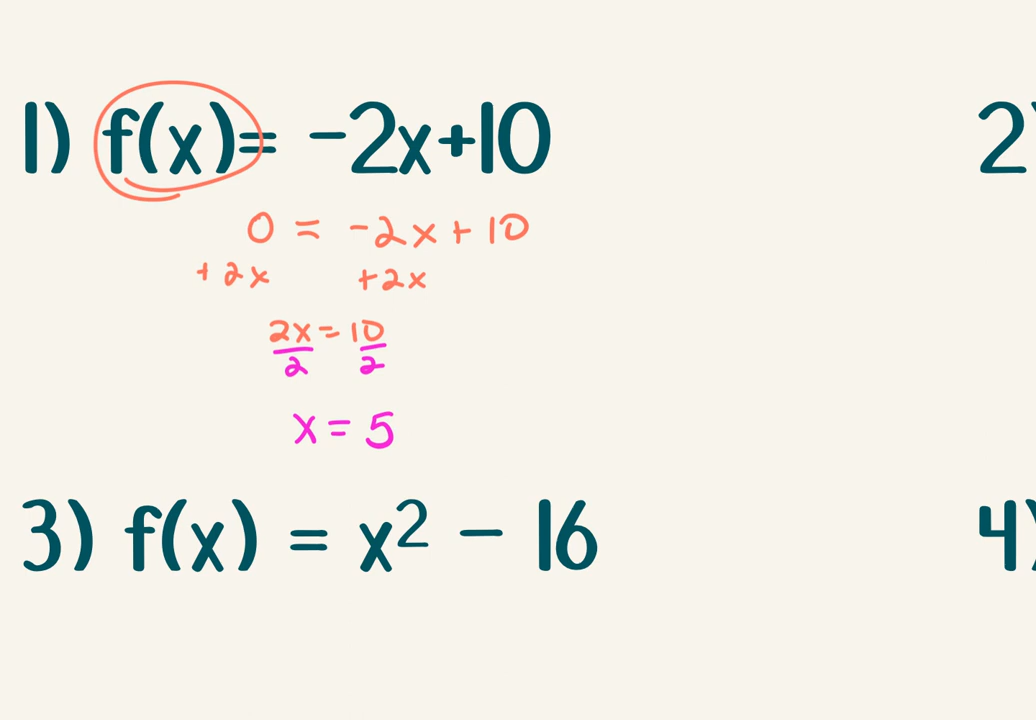 1) f(x) = -2x+10
2)
0 = -2x + 10
+2x +2x
2x = 10
2 2
x = 5
3) f(x) = x² - 16
4)